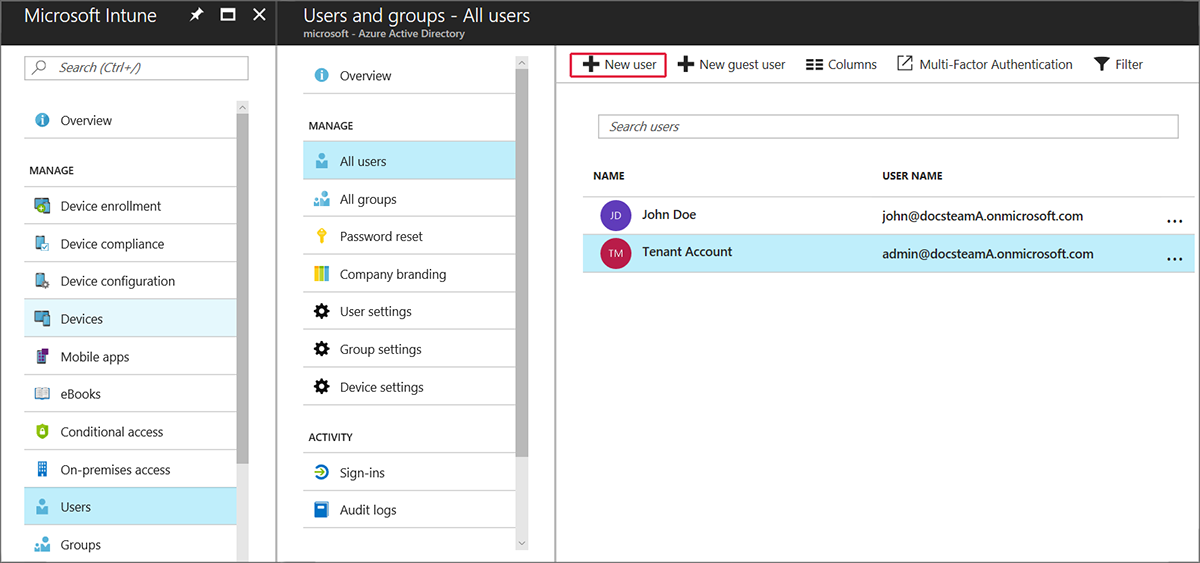 Microsoft Intune
Search (Ctrl+/)
Overview
MANAGE
Device enrollment
Device compliance
Device configuration
Devices
Mobile apps
eBooks
Conditional access
On-premises access
Users
Groups
Users and groups - All users
microsoft - Azure Active Directory
Overview
MANAGE
All users
All groups
Password reset
Company branding
User settings
Group settings
Device settings
ACTIVITY
Sign-ins
Audit logs
New user New guest user Columns Multi-Factor Authentication Filter
Search users
NAME USER NAME
JD John Doe john@docsteamA.onmicrosoft.com ...
TM Tenant Account admin@docsteamA.onmicrosoft.com ...